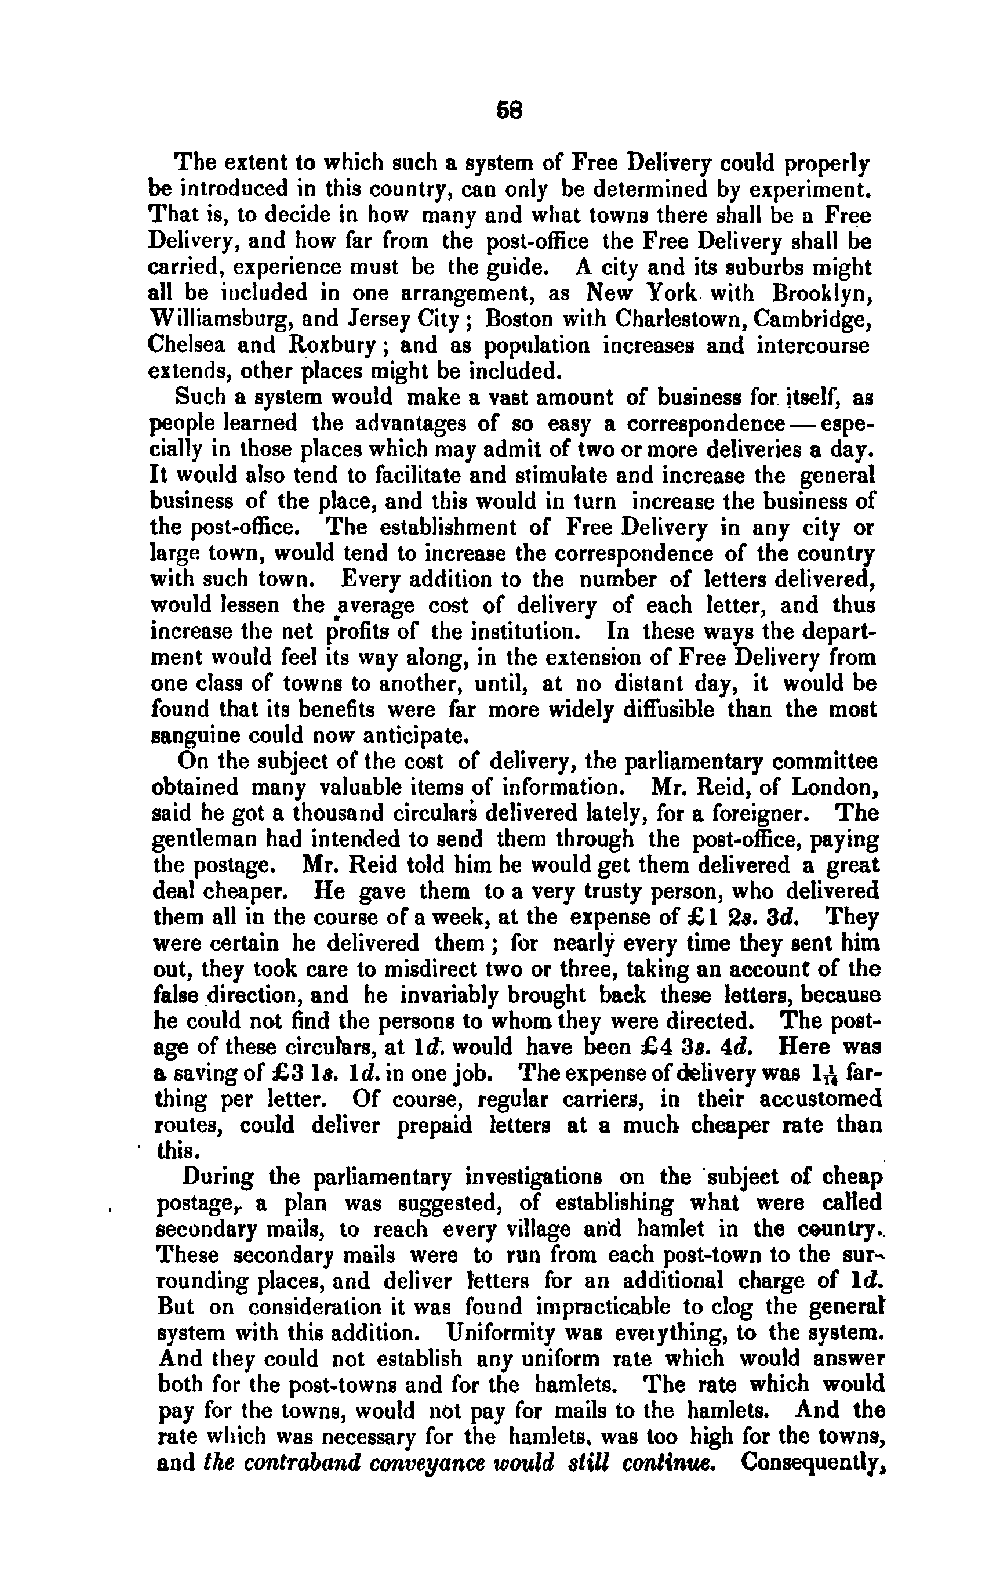 58
The extent to which such a system of Free Delivery could properly
be introduced in this country, can only be determined by experiment.
That is, to decide in how many and what towns there shall be a Free
Delivery, and how far from the post-office the Free Delivery shall be
carried, experience must be the guide. A city and its suburbs might
all be included in one arrangement, as New York with Brooklyn,
Williamsburg, and Jersey City; Boston with Charlestown, Cambridge,
Chelsea and Roxbury; and as population increases and intercourse
extends, other places might be included.
Such a system would make a vast amount of business for itself, as
people learned the advantages of so easy a correspondence—espe-
cially in those places which may admit of two or more deliveries a day.
It would also tend to facilitate and stimulate and increase the general
business of the place, and this would in turn increase the business of
the post-office. The establishment of Free Delivery in any city or
large town, would tend to increase the correspondence of the country
with such town. Every addition to the number of letters delivered,
would lessen the average cost of delivery of each letter, and thus
increase the net profits of the institution. In these ways the depart-
ment would feel its way along, in the extension of Free Delivery from
one class of towns to another, until, at no distant day, it would be
found that its benefits were far more widely diffusible than the most
sanguine could now anticipate.
On the subject of the cost of delivery, the parliamentary committee
obtained many valuable items of information. Mr. Reid, of London,
said he got a thousand circulars delivered lately, for a foreigner. The
gentleman had intended to send them through the post-office, paying
the postage. Mr. Reid told him he would get them delivered a great
deal cheaper. He gave them to a very trusty person, who delivered
them all in the course of a week, at the expense of £1 2s. 3d. They
were certain he delivered them; for nearly every time they sent him
out, they took care to misdirect two or three, taking an account of the
false direction, and he invariably brought back these letters, because
he could not find the persons to whom they were directed. The post-
age of these circulars, at 1d. would have been £4 3s. 4d. Here was
a saving of £3 1s. 1d. in one job. The expense of delivery was 1 1/14 far-
thing per letter. Of course, regular carriers, in their accustomed
routes, could deliver prepaid letters at a much cheaper rate than
this.
During the parliamentary investigations on the subject of cheap
postage, a plan was suggested, of establishing what were called
secondary mails, to reach every village and hamlet in the country.
These secondary mails were to run from each post-town to the sur-
rounding places, and deliver letters for an additional charge of 1d.
But on consideration it was found impracticable to clog the general
system with this addition. Uniformity was everything, to the system.
And they could not establish any uniform rate which would answer
both for the post-towns and for the hamlets. The rate which would
pay for the towns, would not pay for mails to the hamlets. And the
rate which was necessary for the hamlets, was too high for the towns,
and the contraband conveyance would still continue. Consequently,